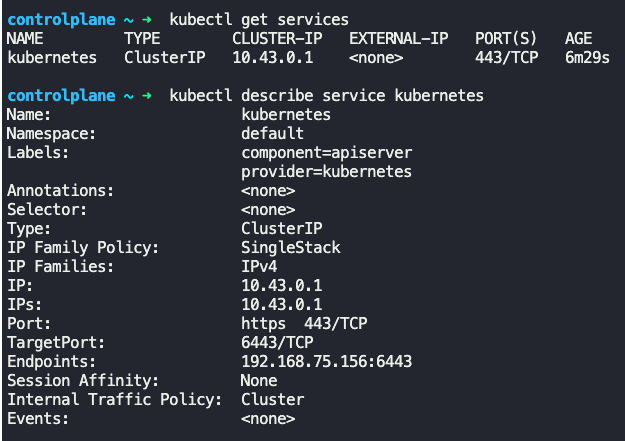 controlplane ~ ➜  kubectl get services
NAME         TYPE        CLUSTER-IP   EXTERNAL-IP   PORT(S)   AGE
kubernetes   ClusterIP   10.43.0.1    <none>        443/TCP   6m29s
controlplane ~ ➜  kubectl describe service kubernetes
Name:                     kubernetes
Namespace:                default
Labels:                   component=apiserver
                          provider=kubernetes
Annotations:              <none>
Selector:                 <none>
Type:                     ClusterIP
IP Family Policy:         SingleStack
IP Families:              IPv4
IP:                       10.43.0.1
IPs:                      10.43.0.1
Port:                     https  443/TCP
TargetPort:               6443/TCP
Endpoints:                192.168.75.156:6443
Session Affinity:         None
Internal Traffic Policy:  Cluster
Events:                   <none>